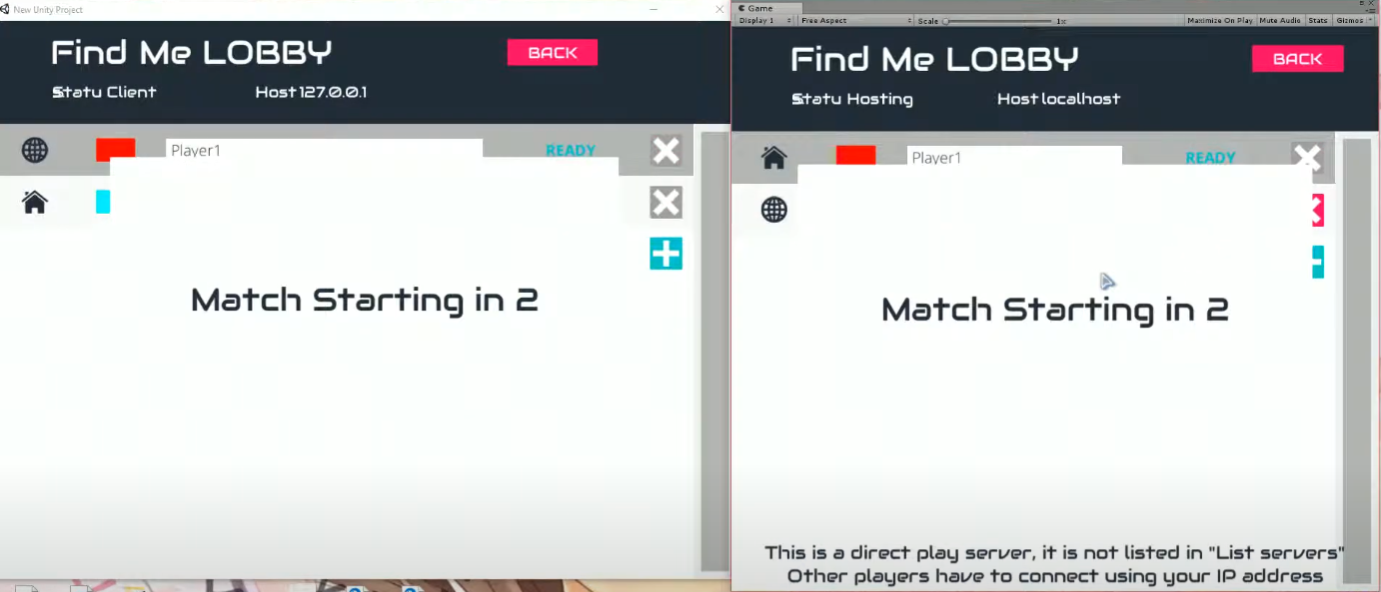 New Unity Project
Find Me LOBBY
BACK
Statu Client
Host 127.0.0.1
Player1
READY
Match Starting in 2
Game
Display 1
Free Aspect
Scale
1x
Maximize On Play
Mute Audio
Stats
Gizmos
Find Me LOBBY
BACK
Statu Hosting
Host localhost
Player1
READY
Match Starting in 2
This is a direct play server, it is not listed in "List servers"
Other players have to connect using your IP address